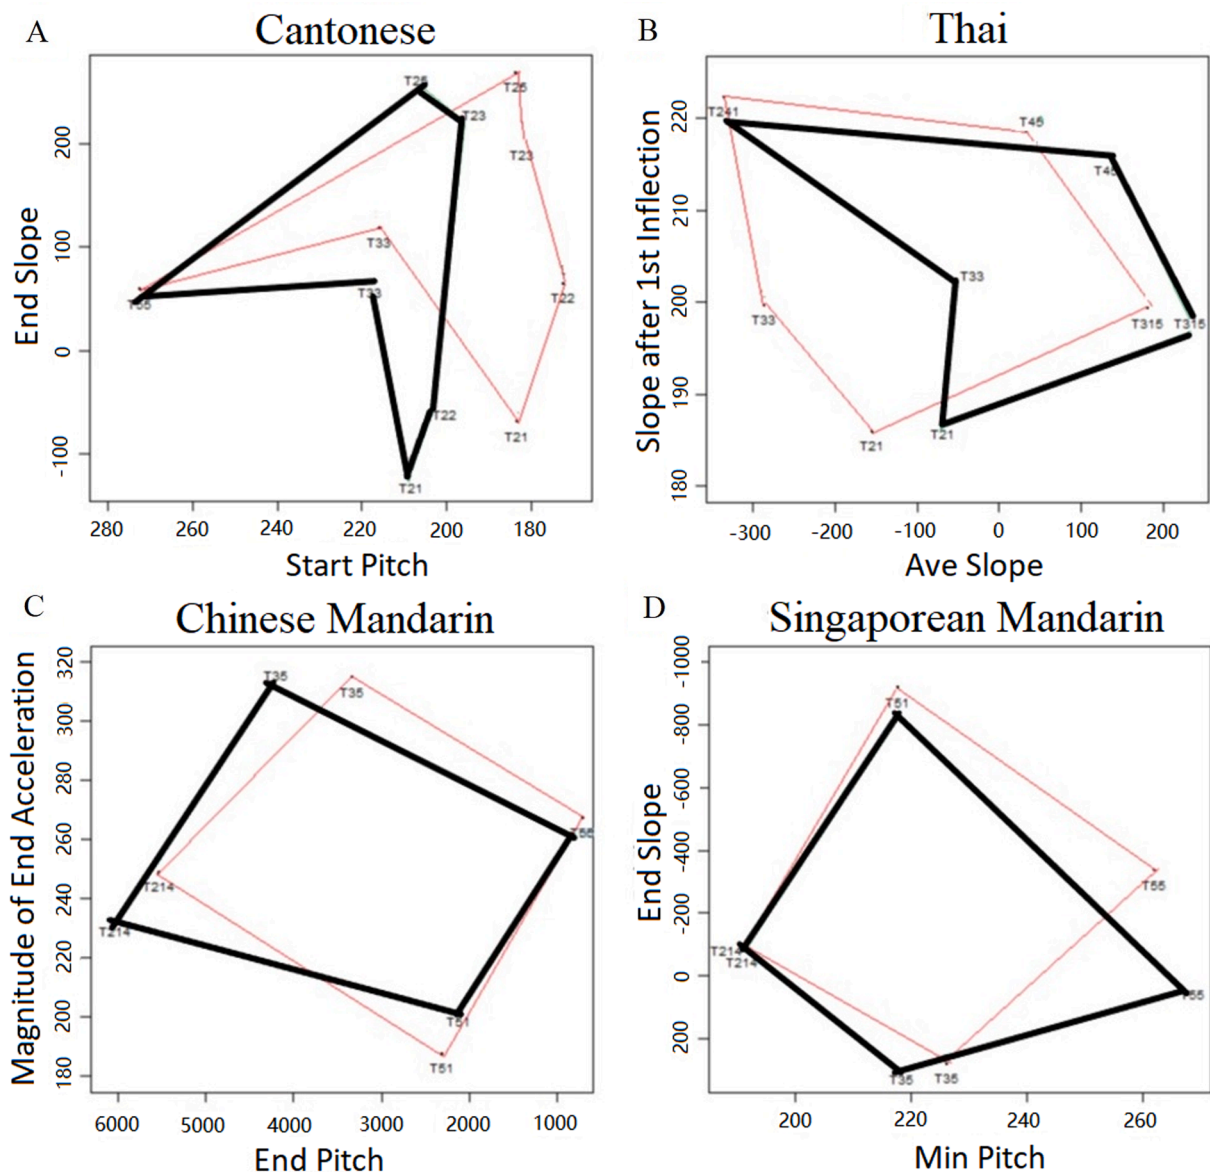 A
Cantonese
End Slope
200
100
0
-100
T25
T25
T23
T23
T33
T22
T55
T33
T22
T21
T21
280
260
240
220
200
180
Start Pitch
B
Thai
Slope after 1st Inflection
220
210
200
190
180
T241
T45
T45
T33
T33
T315
T315
T21
T21
-300
-200
-100
0
100
200
Ave Slope
C
Chinese Mandarin
Magnitude of End Acceleration
320
300
280
260
240
220
200
180
T35
T35
T55
T214
T214
T51
T51
6000
5000
4000
3000
2000
1000
End Pitch
D
Singaporean Mandarin
End Slope
-1000
-800
-600
-400
-200
0
200
T51
T55
T214
T214
T55
T35
T35
200
220
240
260
Min Pitch